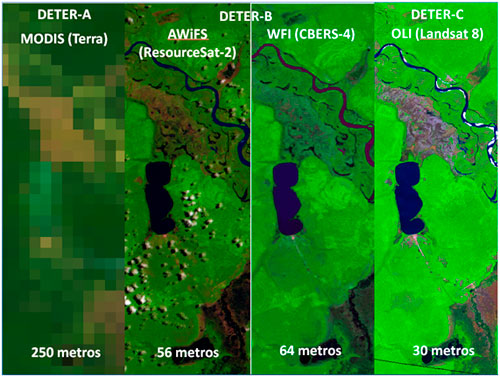 DETER-A
MODIS (Terra)
DETER-B
AWiFS
(ResourceSat-2)
WFI (CBERS-4)
DETER-C
OLI (Landsat 8)
250 metros
56 metros
64 metros
30 metros